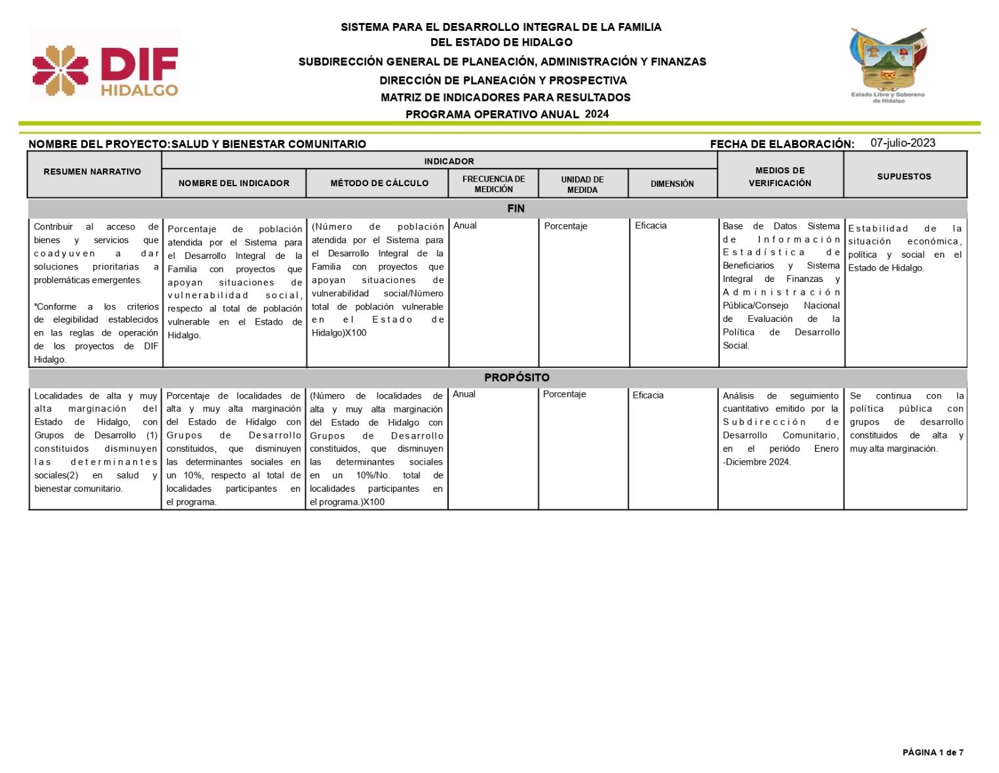 SISTEMA PARA EL DESARROLLO INTEGRAL DE LA FAMILIA
DEL ESTADO DE HIDALGO
SUBDIRECCIÓN GENERAL DE PLANEACIÓN, ADMINISTRACIÓN Y FINANZAS
DIRECCIÓN DE PLANEACIÓN Y PROSPECTIVA
MATRIZ DE INDICADORES PARA RESULTADOS
PROGRAMA OPERATIVO ANUAL 2024
DIF
HIDALGO
Estado Libre y Soberano
de Hidalgo
NOMBRE DEL PROYECTO:SALUD Y BIENESTAR COMUNITARIO
FECHA DE ELABORACIÓN: 07-julio-2023
RESUMEN NARRATIVO
INDICADOR
NOMBRE DEL INDICADOR
MÉTODO DE CÁLCULO
FRECUENCIA DE
MEDICIÓN
UNIDAD DE
MEDIDA
DIMENSIÓN
MEDIOS DE
VERIFICACIÓN
SUPUESTOS
FIN
Contribuir al acceso de
bienes y servicios que
coadyuven a dar
soluciones prioritarias a
problemáticas emergentes.
*Conforme a los criterios
de elegibilidad establecidos
en las reglas de operación
de los proyectos de DIF
Hidalgo.
Porcentaje de población
atendida por el Sistema para
el Desarrollo Integral de la
Familia con proyectos que
apoyan situaciones de
vulnerabilidad social,
respecto al total de población
vulnerable en el Estado de
Hidalgo.
(Número de población
atendida por el Sistema para
el Desarrollo Integral de la
Familia con proyectos que
apoyan situaciones de
vulnerabilidad social/Número
total de población vulnerable
en el Estado de
Hidalgo)X100
Anual
Porcentaje
Eficacia
Base de Datos Sistema
de Información
Estadística de
Beneficiarios y Sistema
Integral de Finanzas y
Administración
Pública/Consejo Nacional
de Evaluación de la
Política de Desarrollo
Social.
Estabilidad de la
situación económica,
política y social en el
Estado de Hidalgo.
PROPÓSITO
Localidades de alta y muy
alta marginación del
Estado de Hidalgo, con
Grupos de Desarrollo (1)
constituidos disminuyen
las determinantes
sociales(2) en salud y
bienestar comunitario.
Porcentaje de localidades de
alta y muy alta marginación
del Estado de Hidalgo con
Grupos de Desarrollo
constituidos, que disminuyen
las determinantes sociales en
un 10%, respecto al total de
localidades participantes en
el programa.
(Número de localidades de
alta y muy alta marginación
del Estado de Hidalgo con
Grupos de Desarrollo
constituidos, que disminuyen
las determinantes sociales
en un 10%/No. total de
localidades participantes en
el programa.)X100
Anual
Porcentaje
Eficacia
Análisis de seguimiento
cuantitativo emitido por la
Subdirección de
Desarrollo Comunitario,
en el periódo Enero
-Diciembre 2024.
Se continua con la
política pública con
grupos de desarrollo
constituidos de alta y
muy alta marginación.
PÁGINA 1 de 7